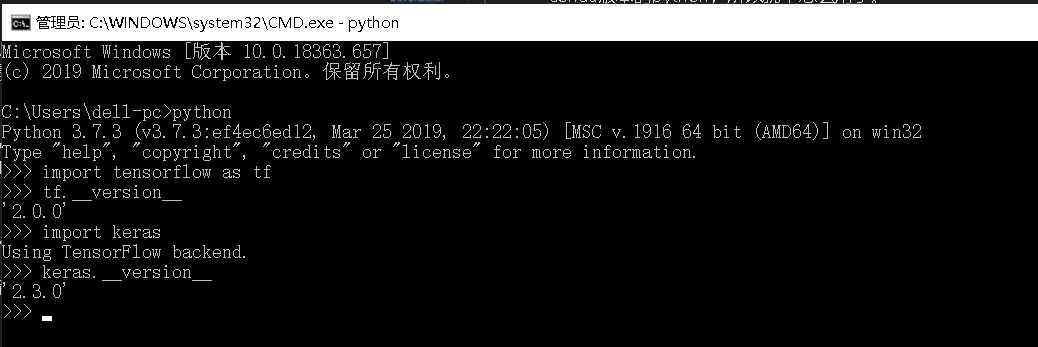 管理员: C:\WINDOWS\system32\CMD.exe - python
Microsoft Windows [版本 10.0.18363.657]
(c) 2019 Microsoft Corporation。保留所有权利。
C:\Users\dell-pc>python
Python 3.7.3 (v3.7.3:ef4ec6ed12, Mar 25 2019, 22:22:05) [MSC v.1916 64 bit (AMD64)] on win32
Type "help", "copyright", "credits" or "license" for more information.
>>> import tensorflow as tf
>>> tf.__version__
'2.0.0'
>>> import keras
Using TensorFlow backend.
>>> keras.__version__
'2.3.0'
>>>